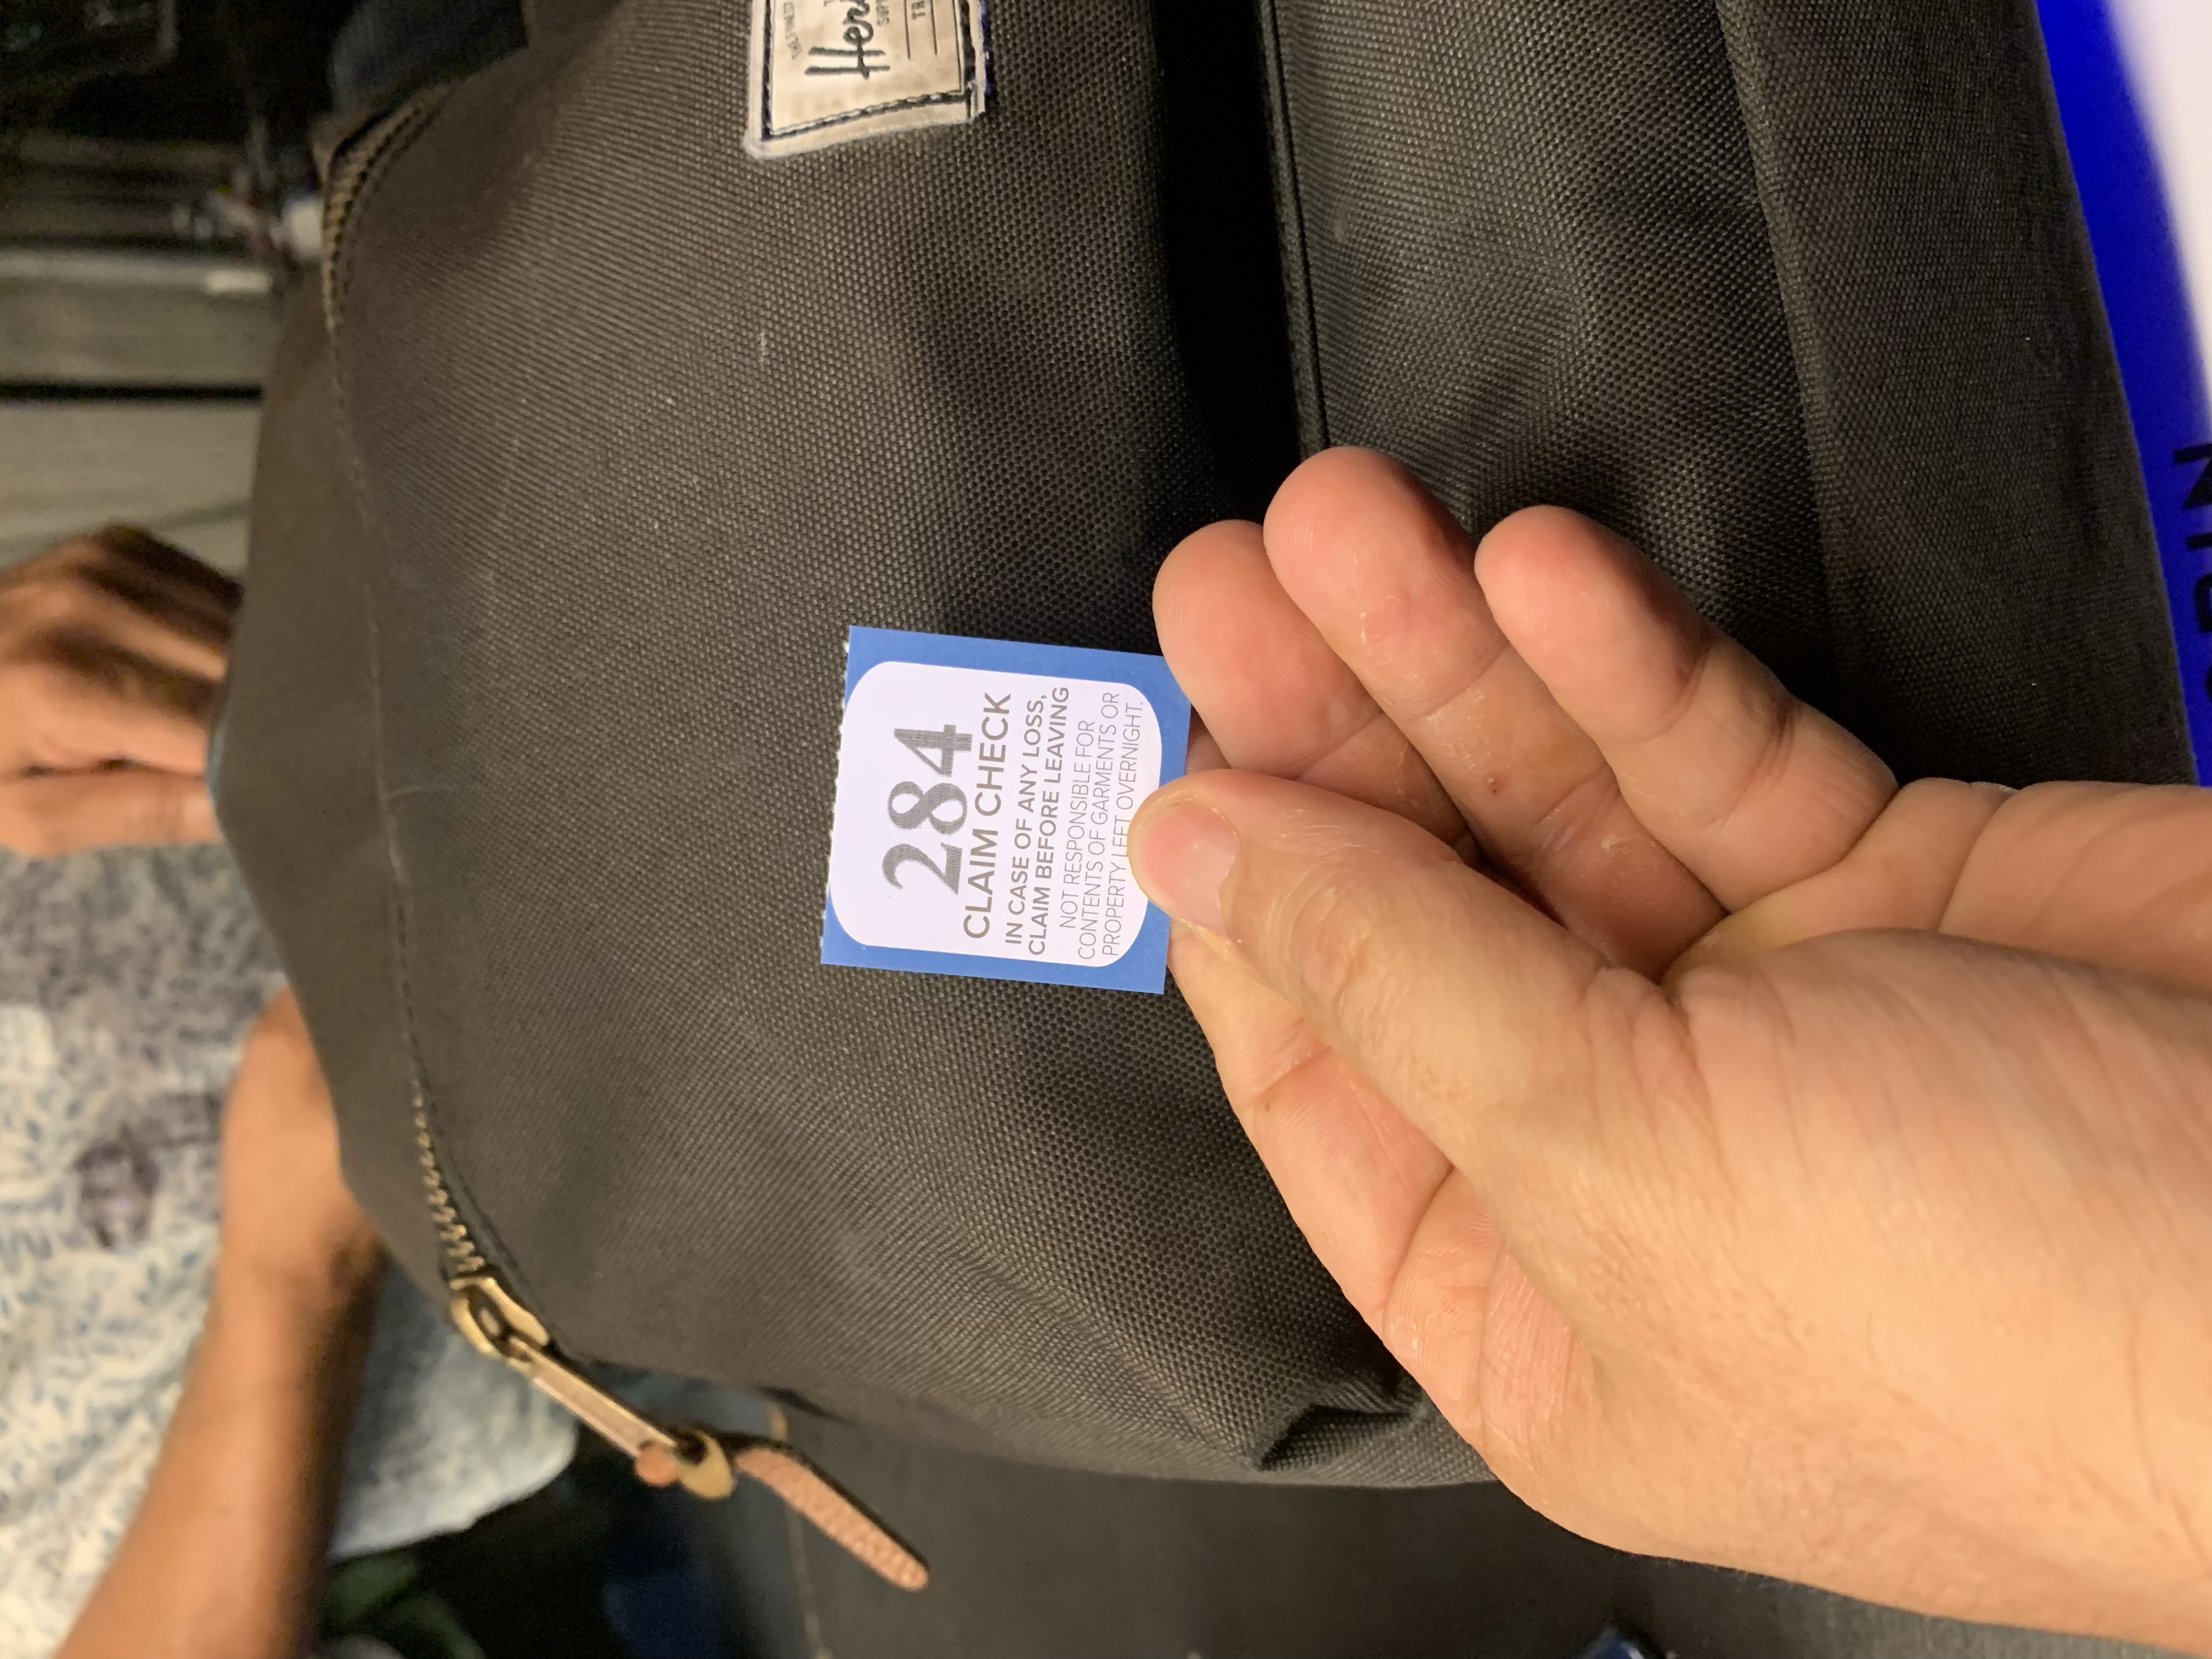 284
CLAIM CHECK
IN CASE OF ANY LOSS,
CLAIM BEFORE LEAVING
NOT RESPONSIBLE FOR
CONTENTS OF GARMENTS OR
PROPERTY LEFT OVERNIGHT.